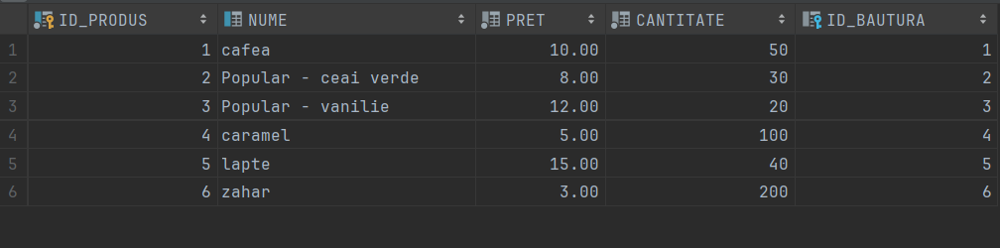 ID_PRODUS NUME PRET CANTITATE ID_BAUTURA
1 1 cafea 10.00 50 1
2 2 Popular - ceai verde 8.00 30 2
3 3 Popular - vanilie 12.00 20 3
4 4 caramel 5.00 100 4
5 5 lapte 15.00 40 5
6 6 zahar 3.00 200 6